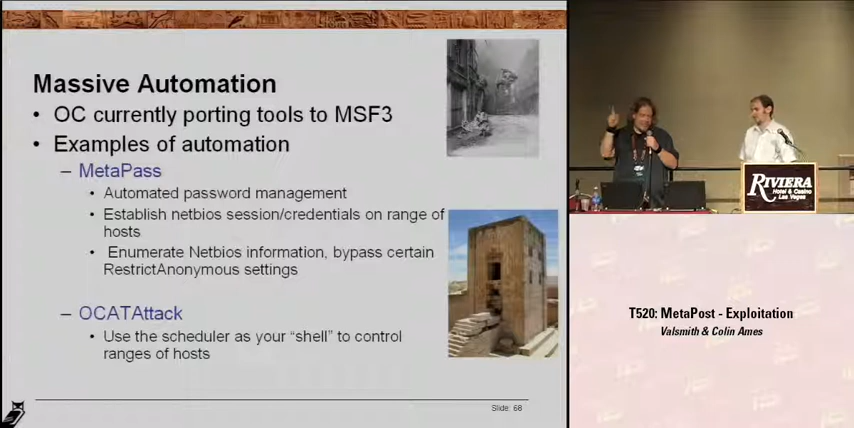 Massive Automation
• OC currently porting tools to MSF3
• Examples of automation
– MetaPass
• Automated password management
• Establish netbios session/credentials on range of
hosts
• Enumerate Netbios information, bypass certain
RestrictAnonymous settings
– OCATAttack
• Use the scheduler as your “shell” to control
ranges of hosts
Slide: 68
RIVIERA
Hotel & Casino
Las Vegas
T520: MetaPost - Exploitation
Valsmith & Colin Ames